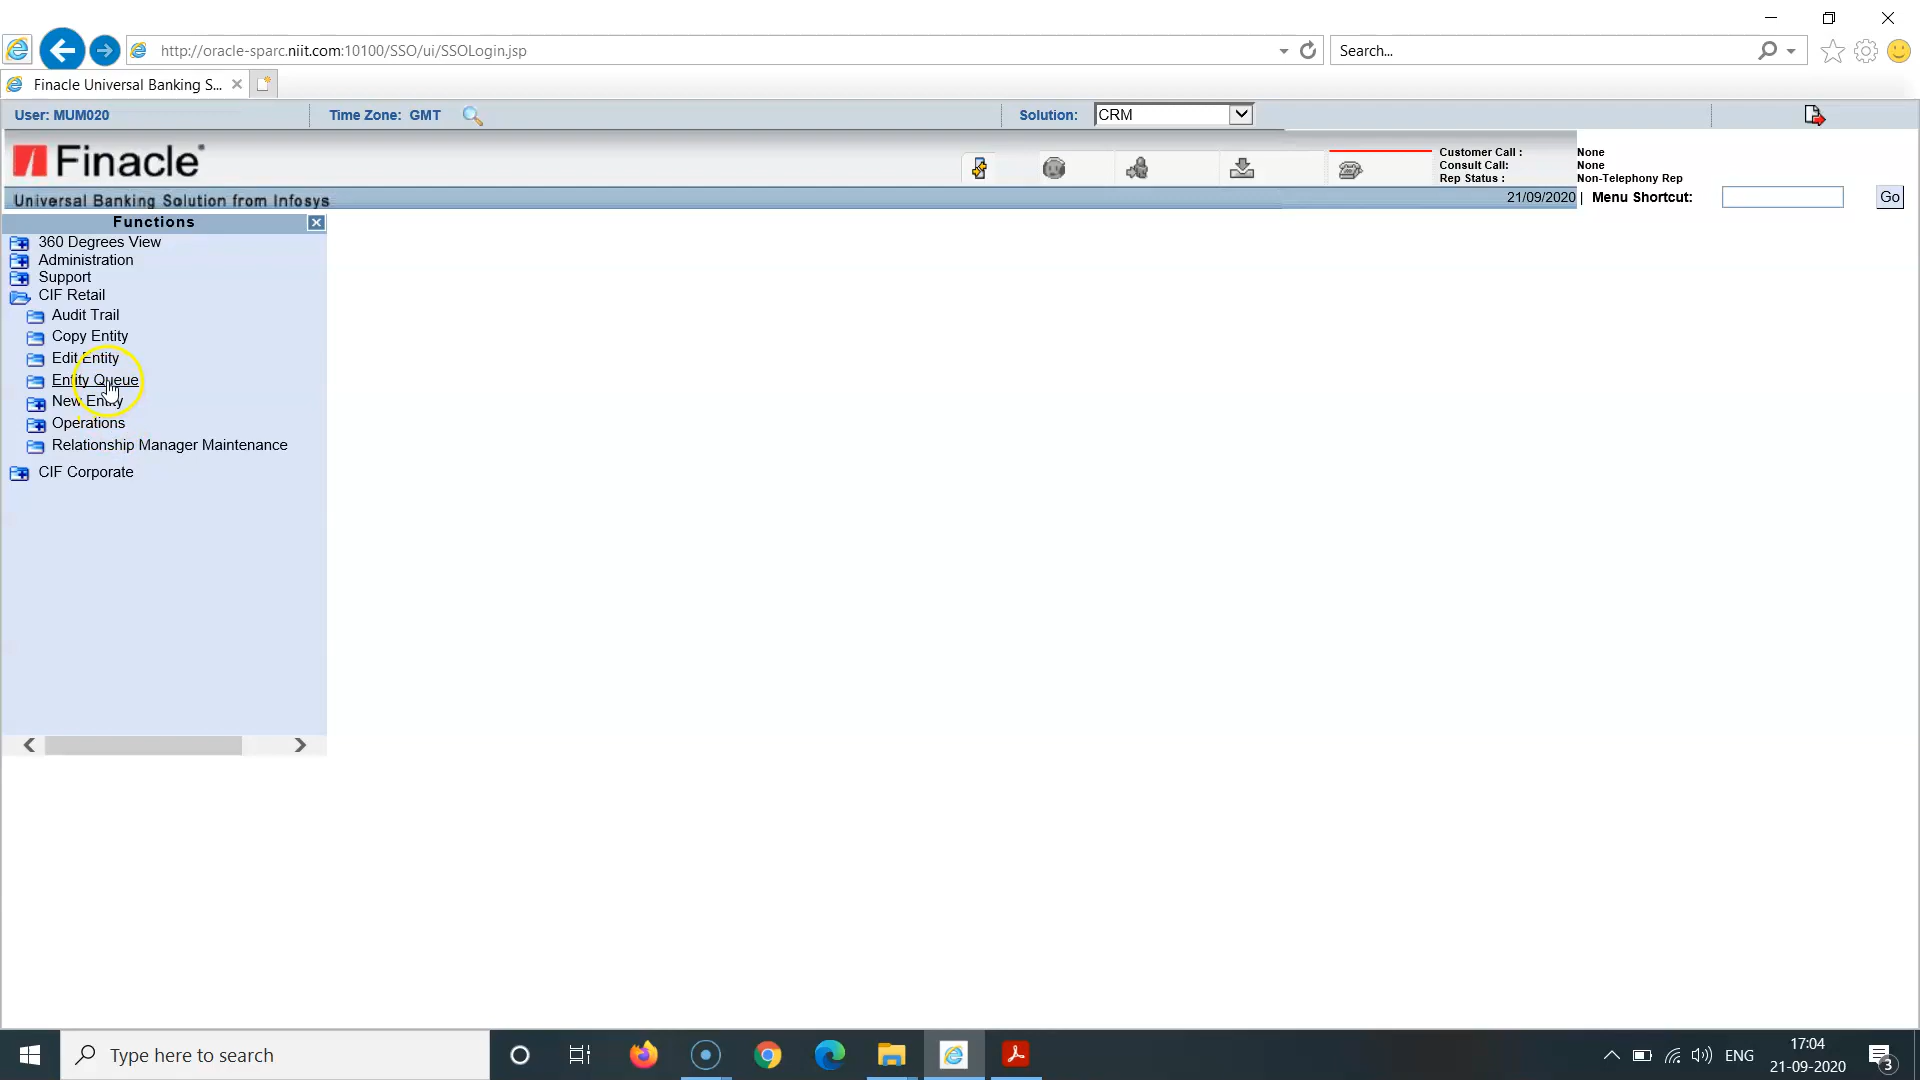 http://oracle-sparc.niit.com:10100/SSO/ui/SSOLogin.jsp
Search...
Finacle Universal Banking S...
User: MUM020
Time Zone: GMT
Solution:
CRM
Finacle
Customer Call : None
Consult Call: None
Rep Status : Non-Telephony Rep
Universal Banking Solution from Infosys
21/09/2020 | Menu Shortcut:
Go
Functions
360 Degrees View
Administration
Support
CIF Retail
Audit Trail
Copy Entity
Edit Entity
Entity Queue
New Entity
Operations
Relationship Manager Maintenance
CIF Corporate
Type here to search
ENG
17:04
21-09-2020
3